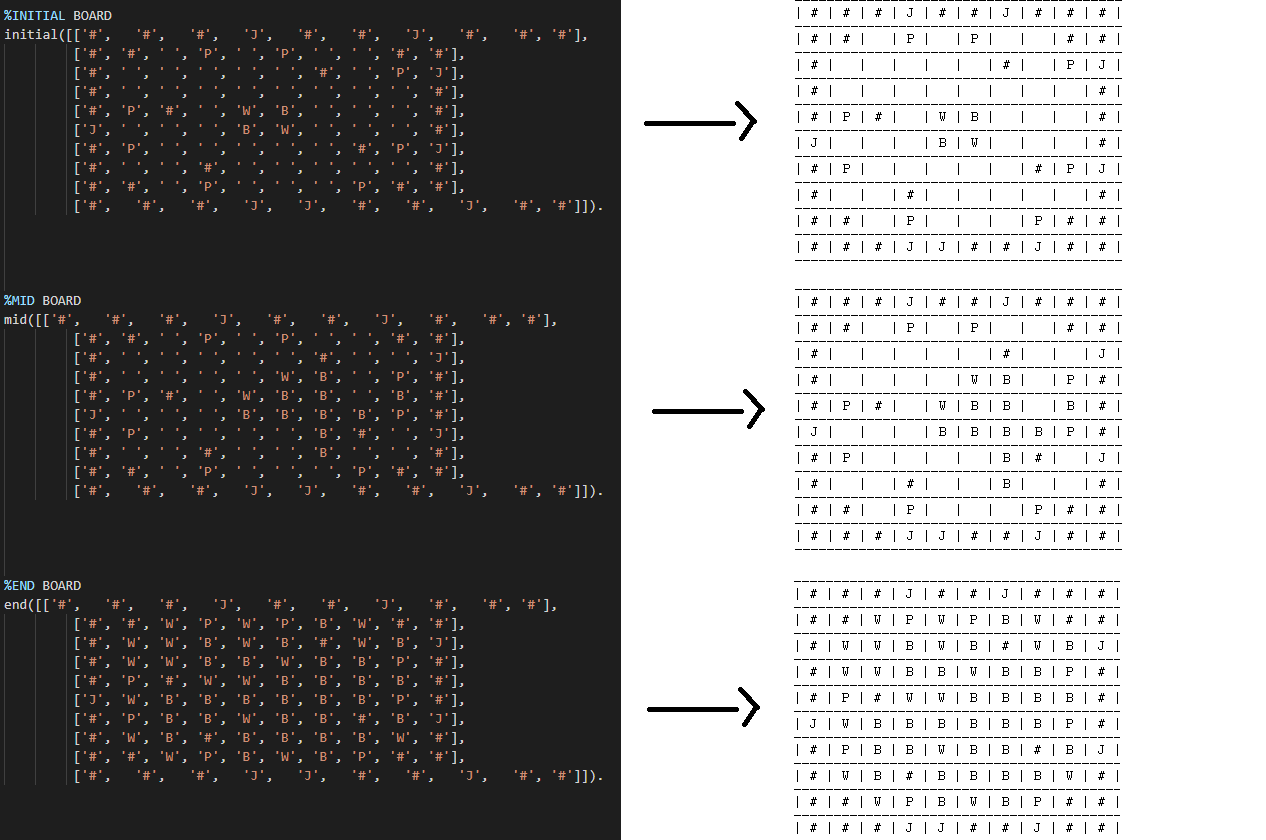 %INITIAL BOARD
initial([['#', '#', '#', 'J', '#', '#', 'J', '#', '#', '#'],
['#', '#', ' ', 'P', ' ', 'P', ' ', ' ', '#', '#'],
['#', ' ', ' ', ' ', ' ', ' ', '#', ' ', 'P', 'J'],
['#', ' ', ' ', ' ', ' ', ' ', ' ', ' ', ' ', '#'],
['#', 'P', '#', ' ', 'W', 'B', ' ', ' ', ' ', '#'],
['J', ' ', ' ', ' ', 'B', 'W', ' ', ' ', ' ', '#'],
['#', 'P', ' ', ' ', ' ', ' ', ' ', '#', 'P', 'J'],
['#', ' ', ' ', '#', ' ', ' ', ' ', ' ', ' ', '#'],
['#', '#', ' ', 'P', ' ', ' ', ' ', 'P', '#', '#'],
['#', '#', '#', 'J', 'J', '#', '#', 'J', '#', '#']]).
| # | # | # | J | # | # | J | # | # | # |
| # | # |   | P |   | P |   |   | # | # |
| # |   |   |   |   |   | # |   | P | J |
| # |   |   |   |   |   |   |   |   | # |
| # | P | # |   | W | B |   |   |   | # |
| J |   |   |   | B | W |   |   |   | # |
| # | P |   |   |   |   |   | # | P | J |
| # |   |   | # |   |   |   |   |   | # |
| # | # |   | P |   |   |   | P | # | # |
| # | # | # | J | J | # | # | J | # | # |
%MID BOARD
mid([['#', '#', '#', 'J', '#', '#', 'J', '#', '#', '#'],
['#', '#', ' ', 'P', ' ', 'P', ' ', ' ', '#', '#'],
['#', ' ', ' ', ' ', ' ', ' ', '#', ' ', ' ', 'J'],
['#', ' ', ' ', ' ', ' ', 'W', 'B', ' ', 'P', '#'],
['#', 'P', '#', ' ', 'W', 'B', 'B', ' ', 'B', '#'],
['J', ' ', ' ', ' ', 'B', 'B', 'B', 'B', 'P', '#'],
['#', 'P', ' ', ' ', ' ', ' ', 'B', '#', ' ', 'J'],
['#', ' ', ' ', '#', ' ', ' ', 'B', ' ', ' ', '#'],
['#', '#', ' ', 'P', ' ', ' ', ' ', 'P', '#', '#'],
['#', '#', '#', 'J', 'J', '#', '#', 'J', '#', '#']]).
| # | # | # | J | # | # | J | # | # | # |
| # | # |   | P |   | P |   |   | # | # |
| # |   |   |   |   |   | # |   |   | J |
| # |   |   |   |   | W | B |   | P | # |
| # | P | # |   | W | B | B |   | B | # |
| J |   |   |   | B | B | B | B | P | # |
| # | P |   |   |   |   | B | # |   | J |
| # |   |   | # |   |   | B |   |   | # |
| # | # |   | P |   |   |   | P | # | # |
| # | # | # | J | J | # | # | J | # | # |
%END BOARD
end([['#', '#', '#', 'J', '#', '#', 'J', '#', '#', '#'],
['#', '#', 'W', 'P', 'W', 'P', 'B', 'W', '#', '#'],
['#', 'W', 'W', 'B', 'W', 'B', '#', 'W', 'B', 'J'],
['#', 'W', 'W', 'B', 'B', 'W', 'B', 'B', 'P', '#'],
['#', 'P', '#', 'W', 'W', 'B', 'B', 'B', 'B', '#'],
['J', 'W', 'B', 'B', 'B', 'B', 'B', 'B', 'P', '#'],
['#', 'P', 'B', 'B', 'W', 'B', 'B', '#', 'B', 'J'],
['#', 'W', 'B', '#', 'B', 'B', 'B', 'B', 'W', '#'],
['#', '#', 'W', 'P', 'B', 'W', 'B', 'P', '#', '#'],
['#', '#', '#', 'J', 'J', '#', '#', 'J', '#', '#']]).
| # | # | # | J | # | # | J | # | # | # |
| # | # | W | P | W | P | B | W | # | # |
| # | W | W | B | W | B | # | W | B | J |
| # | W | W | B | B | W | B | B | P | # |
| # | P | # | W | W | B | B | B | B | # |
| J | W | B | B | B | B | B | B | P | # |
| # | P | B | B | W | B | B | # | B | J |
| # | W | B | # | B | B | B | B | W | # |
| # | # | W | P | B | W | B | P | # | # |
| # | # | # | J | J | # | # | J | # | # |